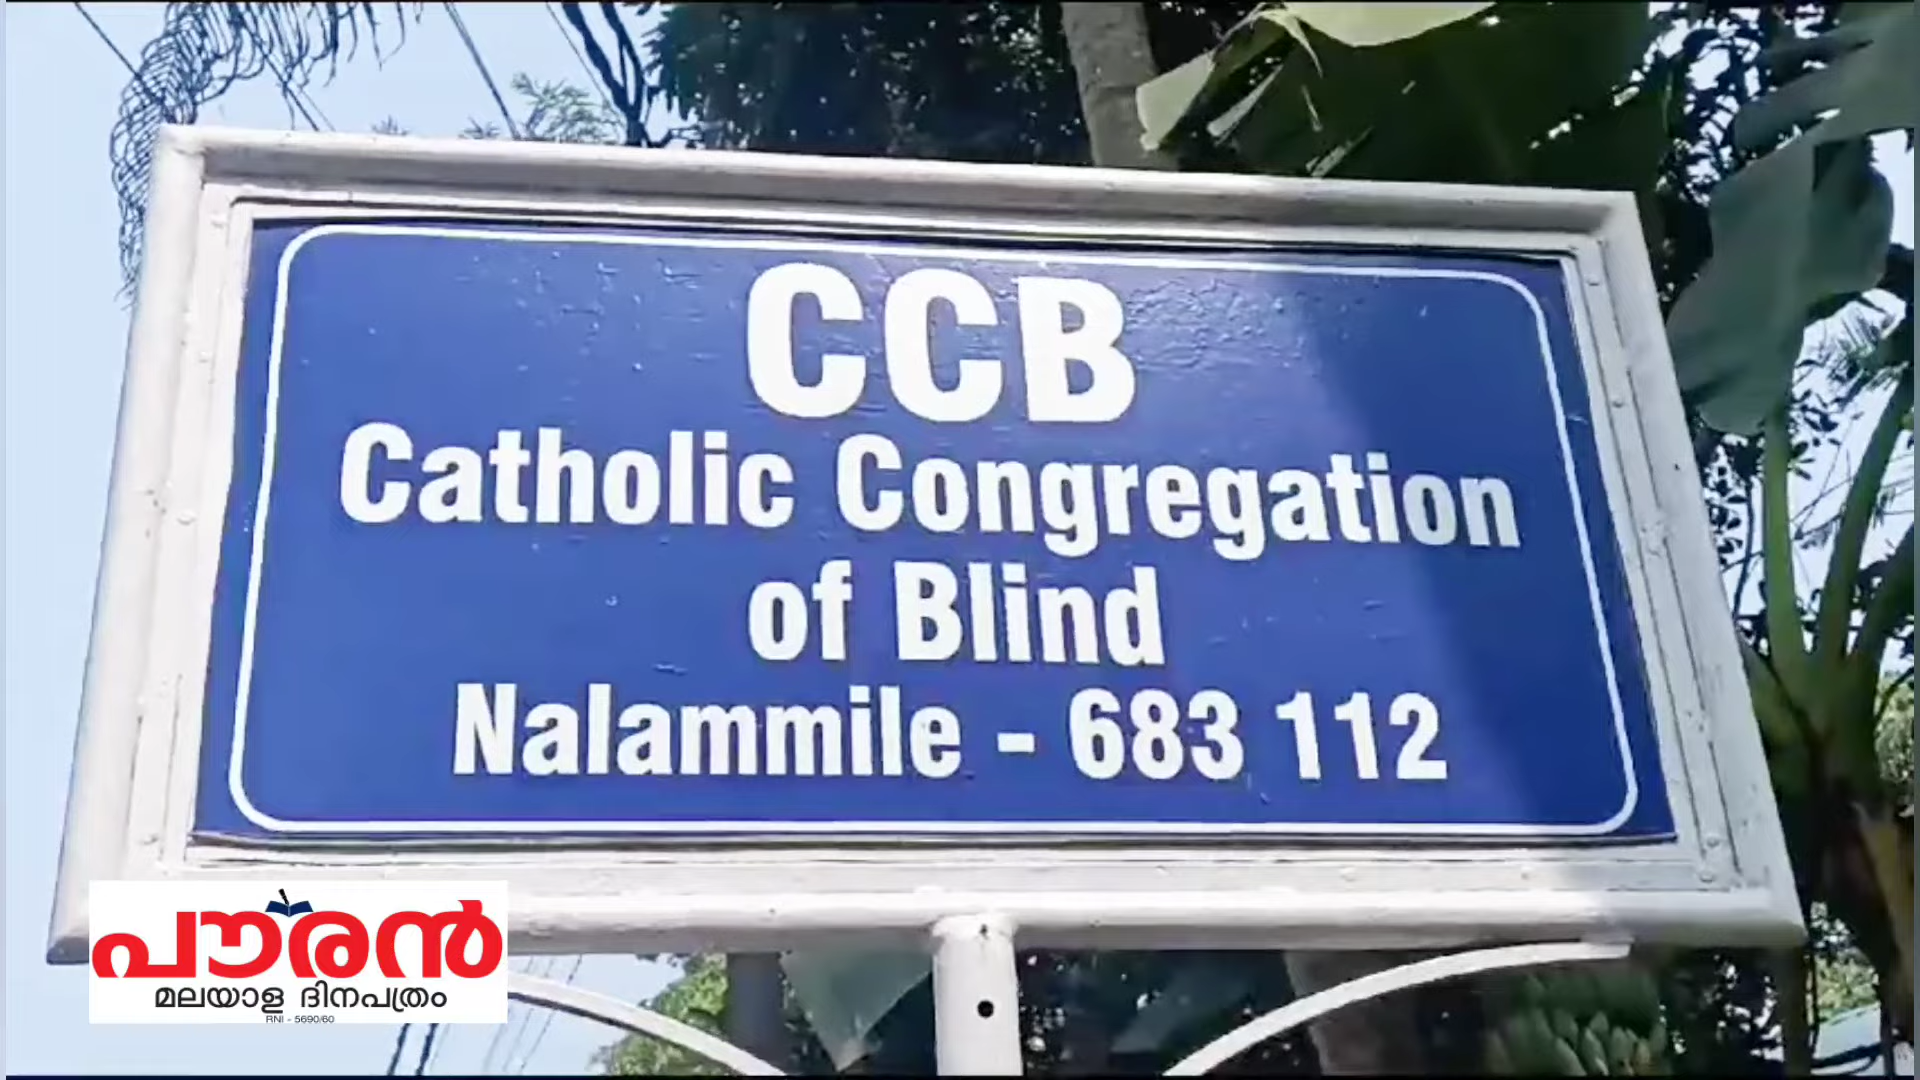 CCB
Catholic Congregation
of Blind
Nalammile - 683 112
പൗരൻ
മലയാള ദിനപത്രം
RNI - 5690/60